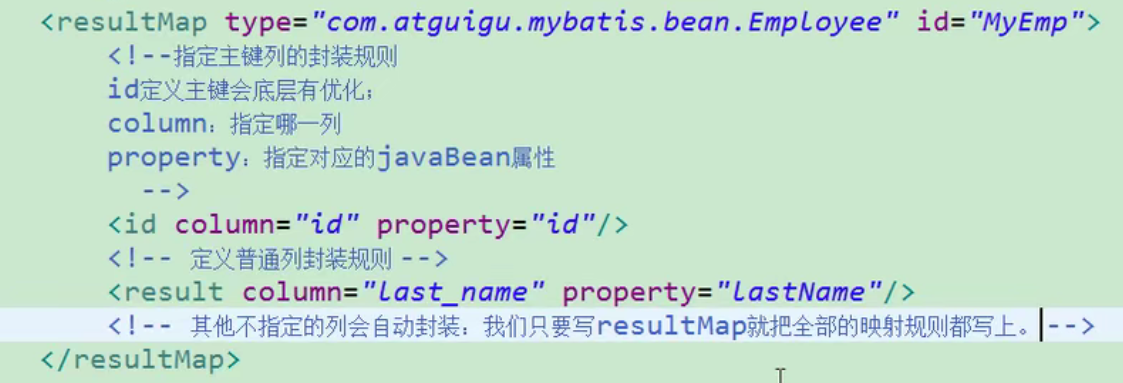 <resultMap type="com.atguigu.mybatis.bean.Employee" id="MyEmp">
<!--指定主键列的封装规则
id定义主键会底层有优化；
column：指定哪一列
property：指定对应的javaBean属性
-->
<id column="id" property="id"/>
<!-- 定义普通列封装规则 -->
<result column="last_name" property="lastName"/>
<!-- 其他不指定的列会自动封装：我们只要写resultMap就把全部的映射规则都写上。 -->
</resultMap>